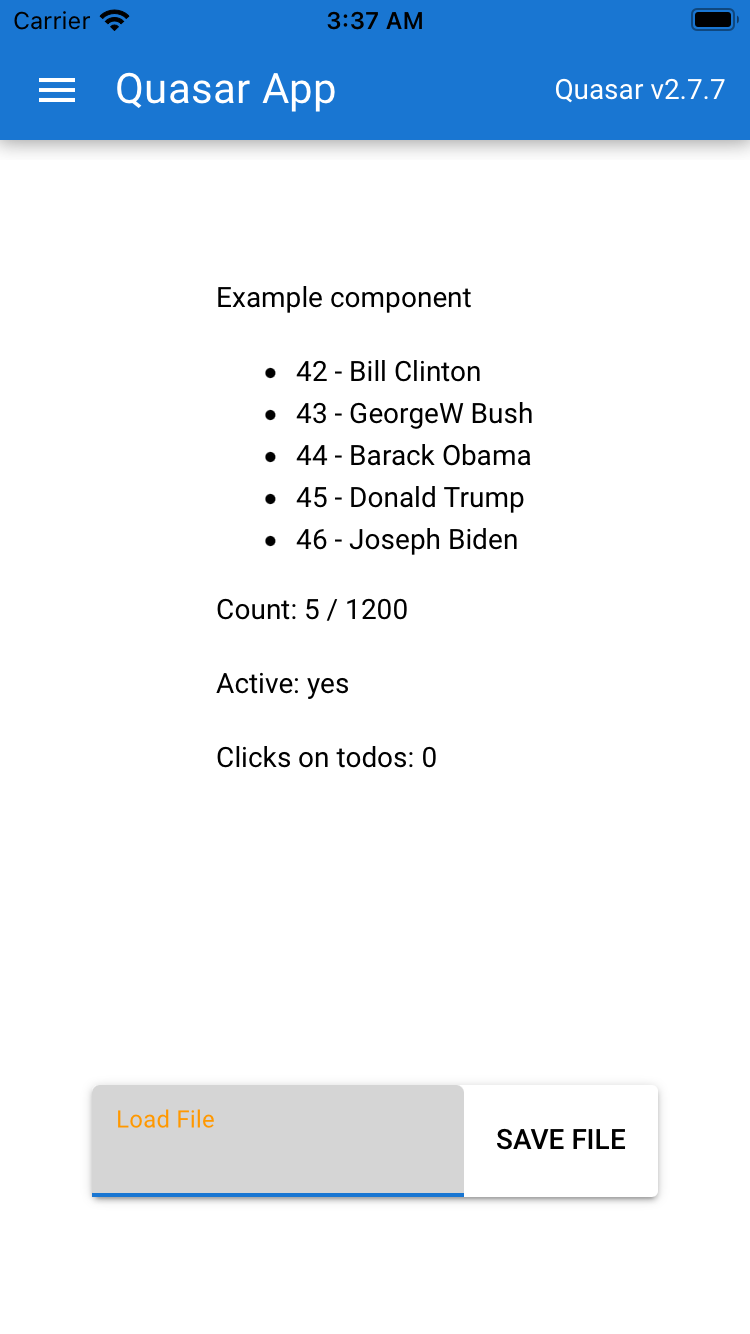 Carrier 3:37 AM
Quasar App Quasar v2.7.7
Example component
42 - Bill Clinton
43 - GeorgeW Bush
44 - Barack Obama
45 - Donald Trump
46 - Joseph Biden
Count: 5 / 1200
Active: yes
Clicks on todos: 0
Load File SAVE FILE